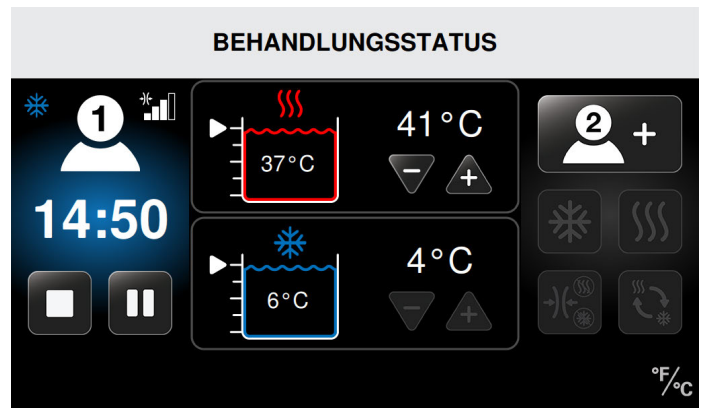 BEHANDLUNGSSTATUS
1
14:50
37°C
41°C
6°C
4°C
2 +
°F/°C